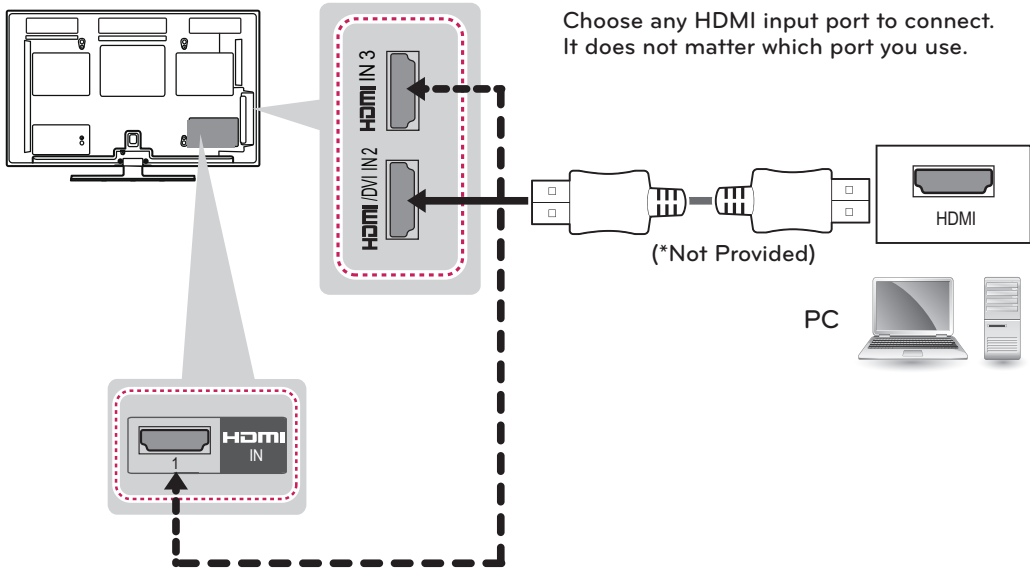 Choose any HDMI input port to connect.
It does not matter which port you use.
HDMI IN 3
HDMI /DVI IN 2
HDMI
(*Not Provided)
PC
HDMI
IN
1